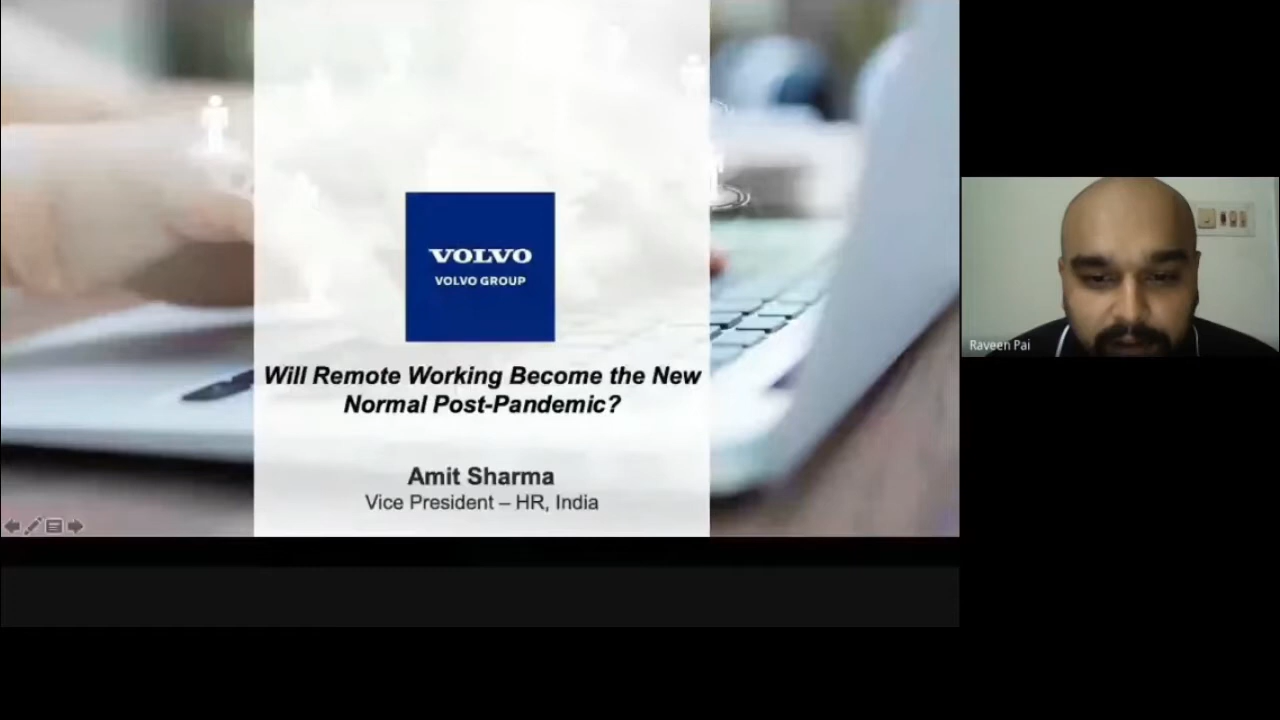 VOLVO
VOLVO GROUP
Will Remote Working Become the New
Normal Post-Pandemic?
Amit Sharma
Vice President – HR, India
Raveen Pai